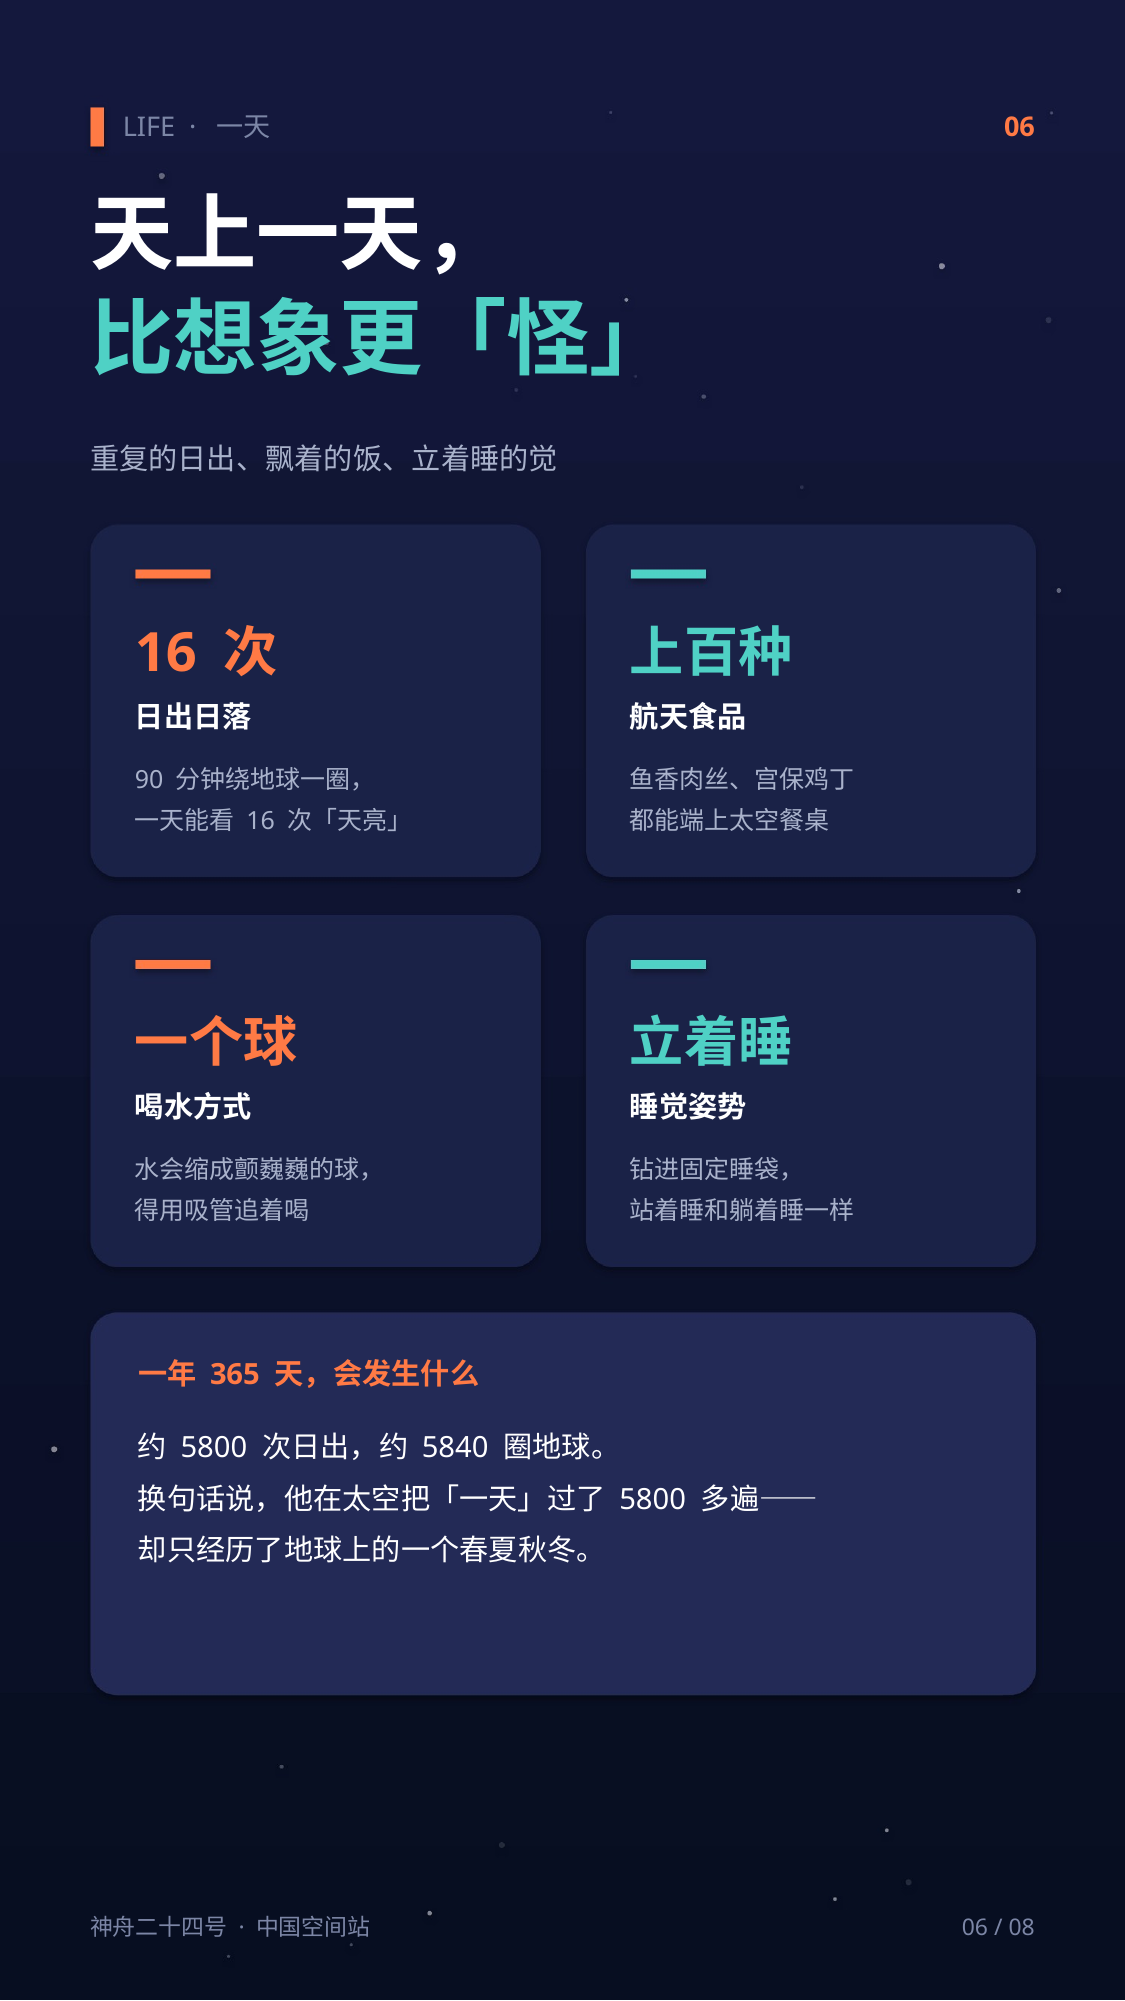 LIFE · 一天
06
天上一天，
比想象更「怪」
重复的日出、飘着的饭、立着睡的觉
16 次
日出日落
90 分钟绕地球一圈，
一天能看 16 次「天亮」
上百种
航天食品
鱼香肉丝、宫保鸡丁
都能端上太空餐桌
一个球
喝水方式
水会缩成颤巍巍的球，
得用吸管追着喝
立着睡
睡觉姿势
钻进固定睡袋，
站着睡和躺着睡一样
一年 365 天，会发生什么
约 5800 次日出，约 5840 圈地球。
换句话说，他在太空把「一天」过了 5800 多遍——
却只经历了地球上的一个春夏秋冬。
神舟二十四号 · 中国空间站
06 / 08